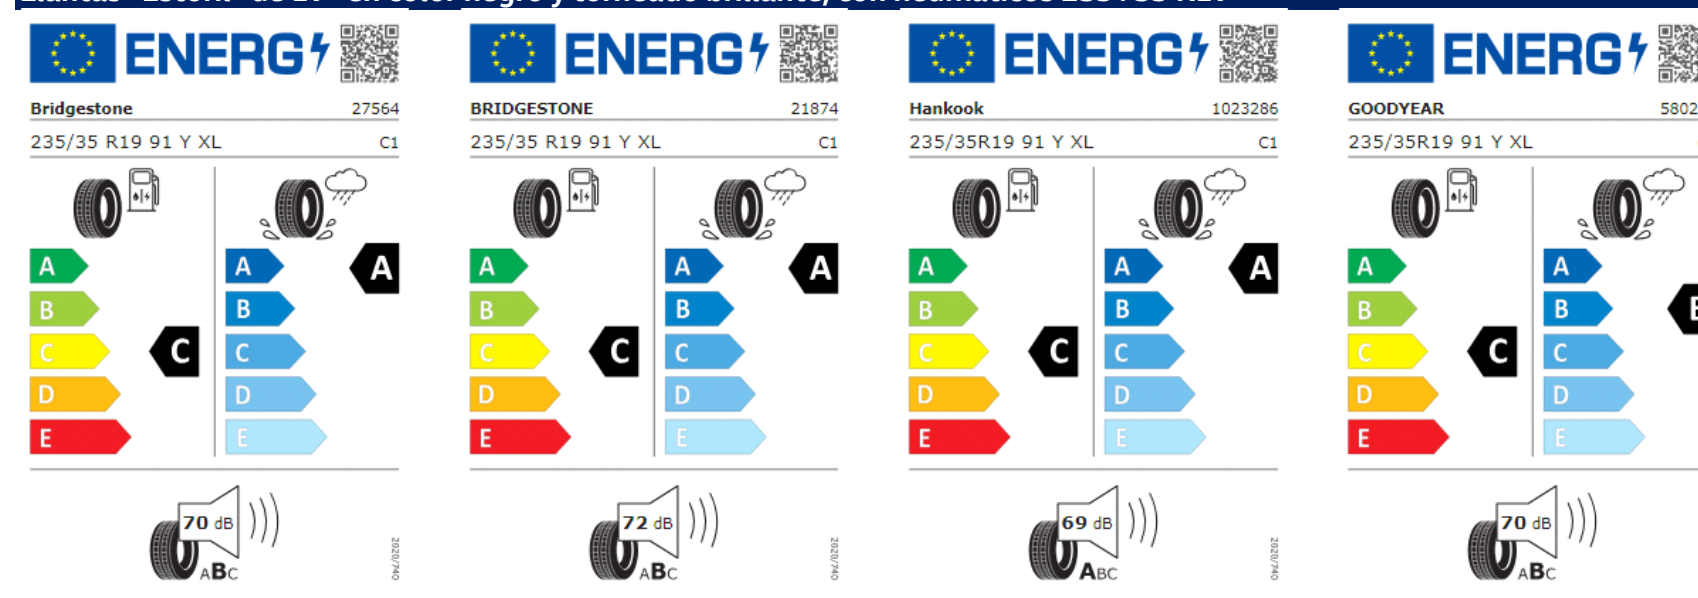 ENERG
Bridgestone 27564
235/35 R19 91 Y XL C1
A
B
C
D
E
C
A
B
C
D
E
A
70 dB
ABC
2020/740
ENERG
BRIDGESTONE 21874
235/35 R19 91 Y XL C1
A
B
C
D
E
C
A
B
C
D
E
A
72 dB
ABC
2020/740
ENERG
Hankook 1023286
235/35R19 91 Y XL C1
A
B
C
D
E
C
A
B
C
D
E
A
69 dB
ABC
2020/740
ENERG
GOODYEAR 5802
235/35R19 91 Y XL
A
B
C
D
E
C
A
B
C
D
E
70 dB
ABC